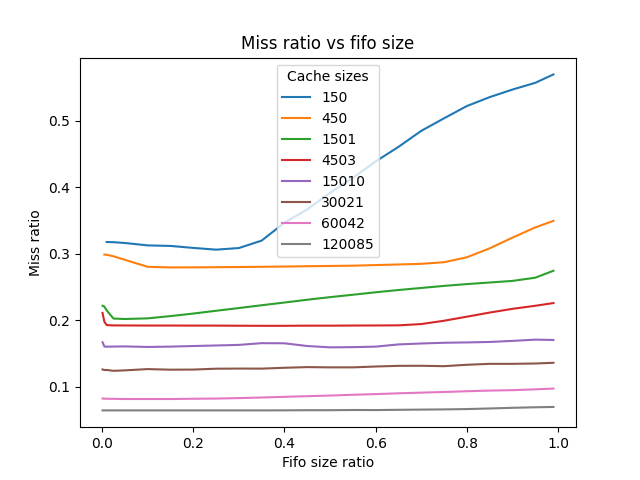 Miss ratio vs fifo size
Cache sizes
150
450
1501
4503
15010
30021
60042
120085
Miss ratio
0.5
0.4
0.3
0.2
0.1
0.0 0.2 0.4 0.6 0.8 1.0
Fifo size ratio